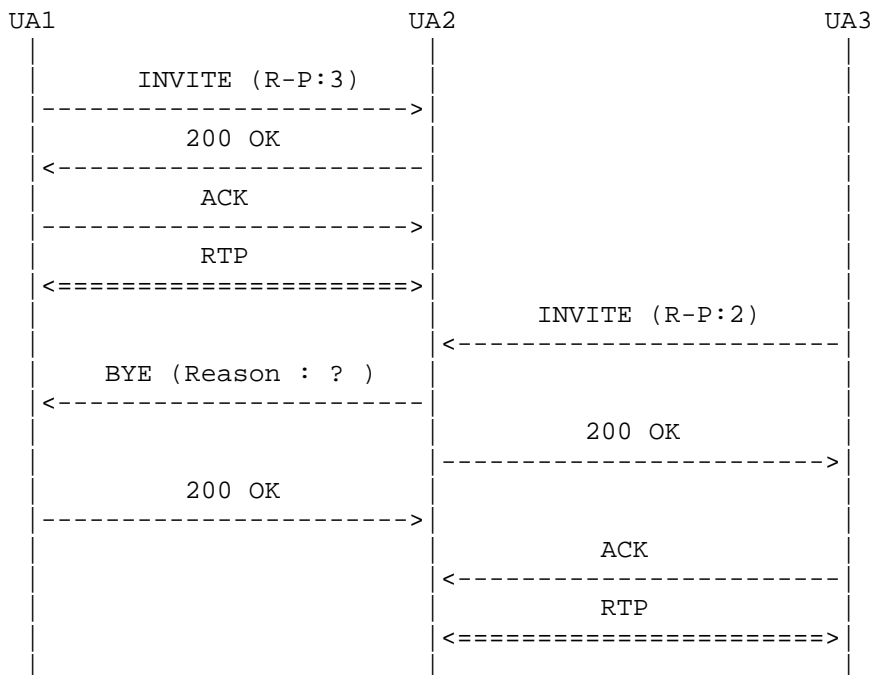 UA1 UA2 UA3
INVITE (R-P:3)
200 OK
ACK
RTP
INVITE (R-P:2)
BYE (Reason : ? )
200 OK
200 OK
ACK
RTP